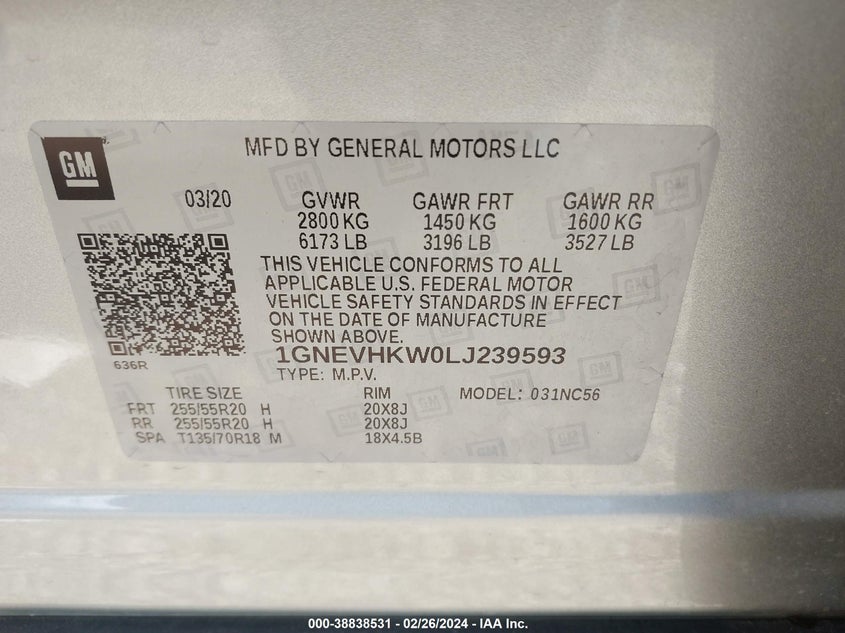 GM
MFD BY GENERAL MOTORS LLC
03/20 GVWR GAWR FRT GAWR RR
2800 KG 1450 KG 1600 KG
6173 LB 3196 LB 3527 LB
THIS VEHICLE CONFORMS TO ALL
APPLICABLE U.S. FEDERAL MOTOR
VEHICLE SAFETY STANDARDS IN EFFECT
ON THE DATE OF MANUFACTURE
SHOWN ABOVE.
1GNEVHKW0LJ239593
636R
TYPE: M.P.V.
TIRE SIZE RIM MODEL: 031NC56
FRT 255/55R20 H 20X8J
RR 255/55R20 H 20X8J
SPA T135/70R18 M 18X4.5B
000-38838531 - 02/26/2024 - IAA Inc.